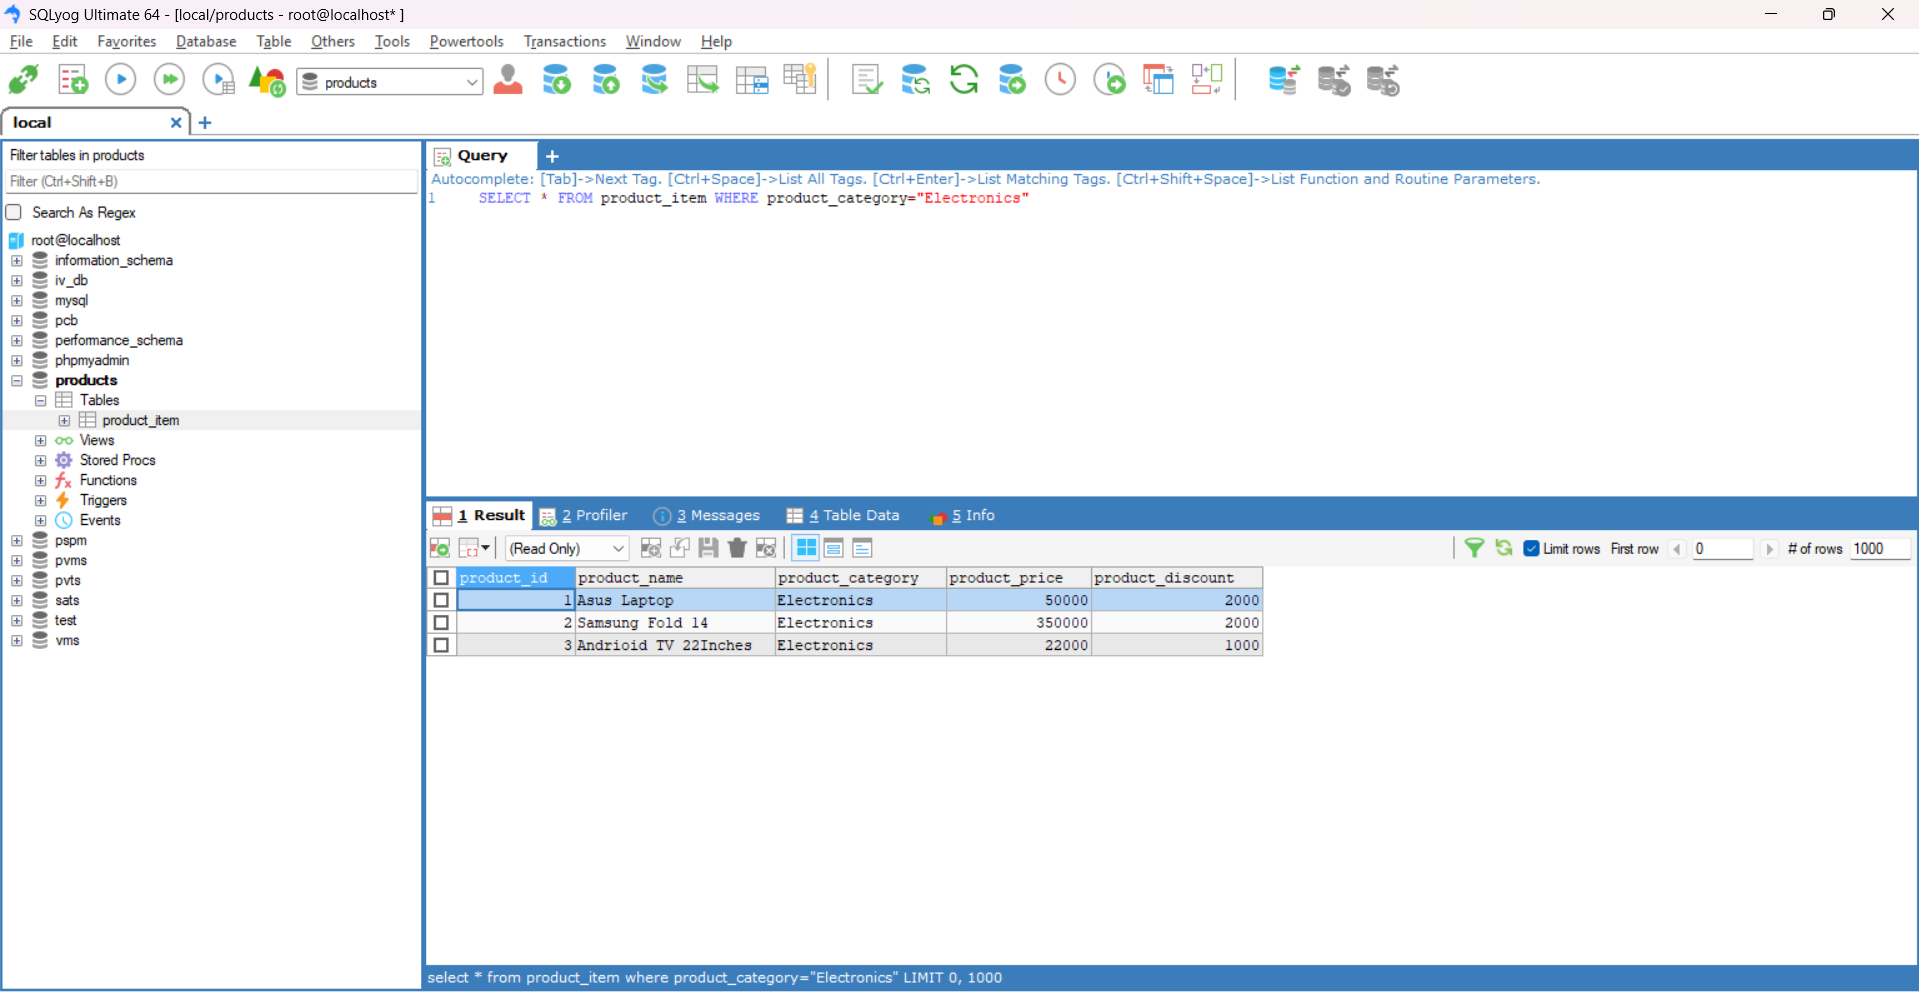 SQLyog Ultimate 64 - [local/products - root@localhost* ]
File Edit Favorites Database Table Others Tools Powertools Transactions Window Help
products
local
Filter tables in products
Filter (Ctrl+Shift+B)
Search As Regex
root@localhost
information_schema
iv_db
mysql
pcb
performance_schema
phpmyadmin
products
Tables
product_item
Views
Stored Procs
Functions
Triggers
Events
pspm
pvms
pvts
sats
test
vms
Query
Autocomplete: [Tab]->Next Tag. [Ctrl+Space]->List All Tags. [Ctrl+Enter]->List Matching Tags. [Ctrl+Shift+Space]->List Function and Routine Parameters.
1 SELECT * FROM product_item WHERE product_category="Electronics"
1 Result 2 Profiler 3 Messages 4 Table Data 5 Info
(Read Only) Limit rows First row 0 # of rows 1000
product_id product_name product_category product_price product_discount
1 Asus Laptop Electronics 50000 2000
2 Samsung Fold 14 Electronics 350000 2000
3 Andrioid TV 22Inches Electronics 22000 1000
select * from product_item where product_category="Electronics" LIMIT 0, 1000